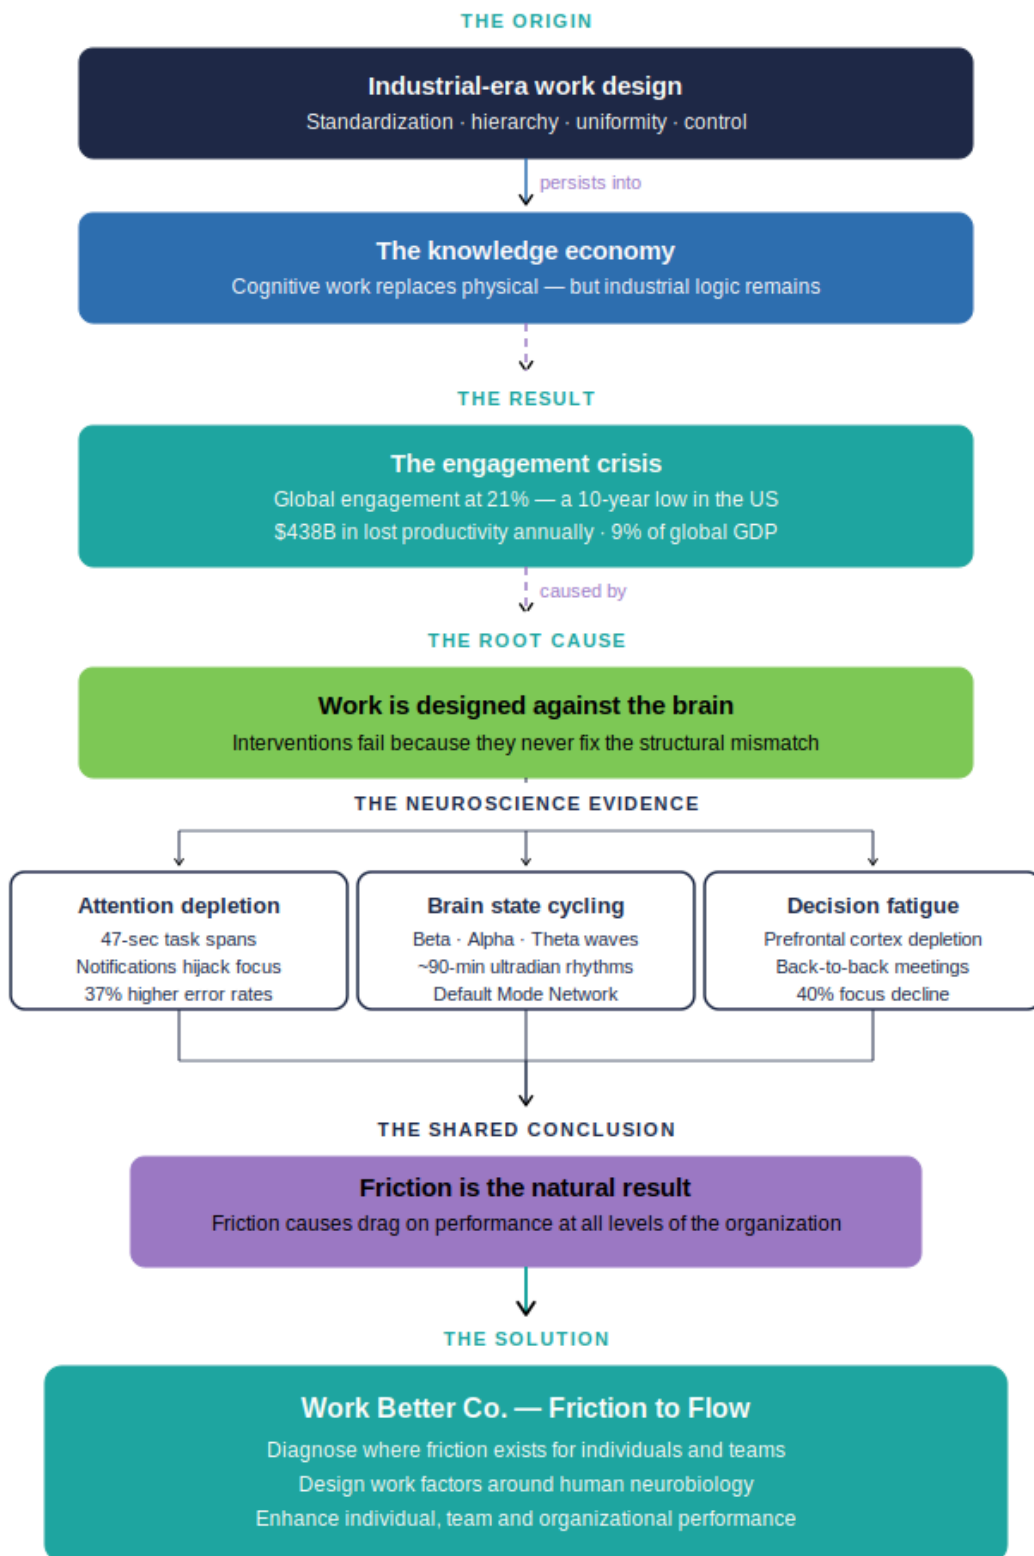 THE ORIGIN
Industrial-era work design
Standardization · hierarchy · uniformity · control
persists into
The knowledge economy
Cognitive work replaces physical — but industrial logic remains
THE RESULT
The engagement crisis
Global engagement at 21% — a 10-year low in the US
$438B in lost productivity annually · 9% of global GDP
caused by
THE ROOT CAUSE
Work is designed against the brain
Interventions fail because they never fix the structural mismatch
THE NEUROSCIENCE EVIDENCE
Attention depletion
47-sec task spans
Notifications hijack focus
37% higher error rates
Brain state cycling
Beta · Alpha · Theta waves
~90-min ultradian rhythms
Default Mode Network
Decision fatigue
Prefrontal cortex depletion
Back-to-back meetings
40% focus decline
THE SHARED CONCLUSION
Friction is the natural result
Friction causes drag on performance at all levels of the organization
THE SOLUTION
Work Better Co. — Friction to Flow
Diagnose where friction exists for individuals and teams
Design work factors around human neurobiology
Enhance individual, team and organizational performance